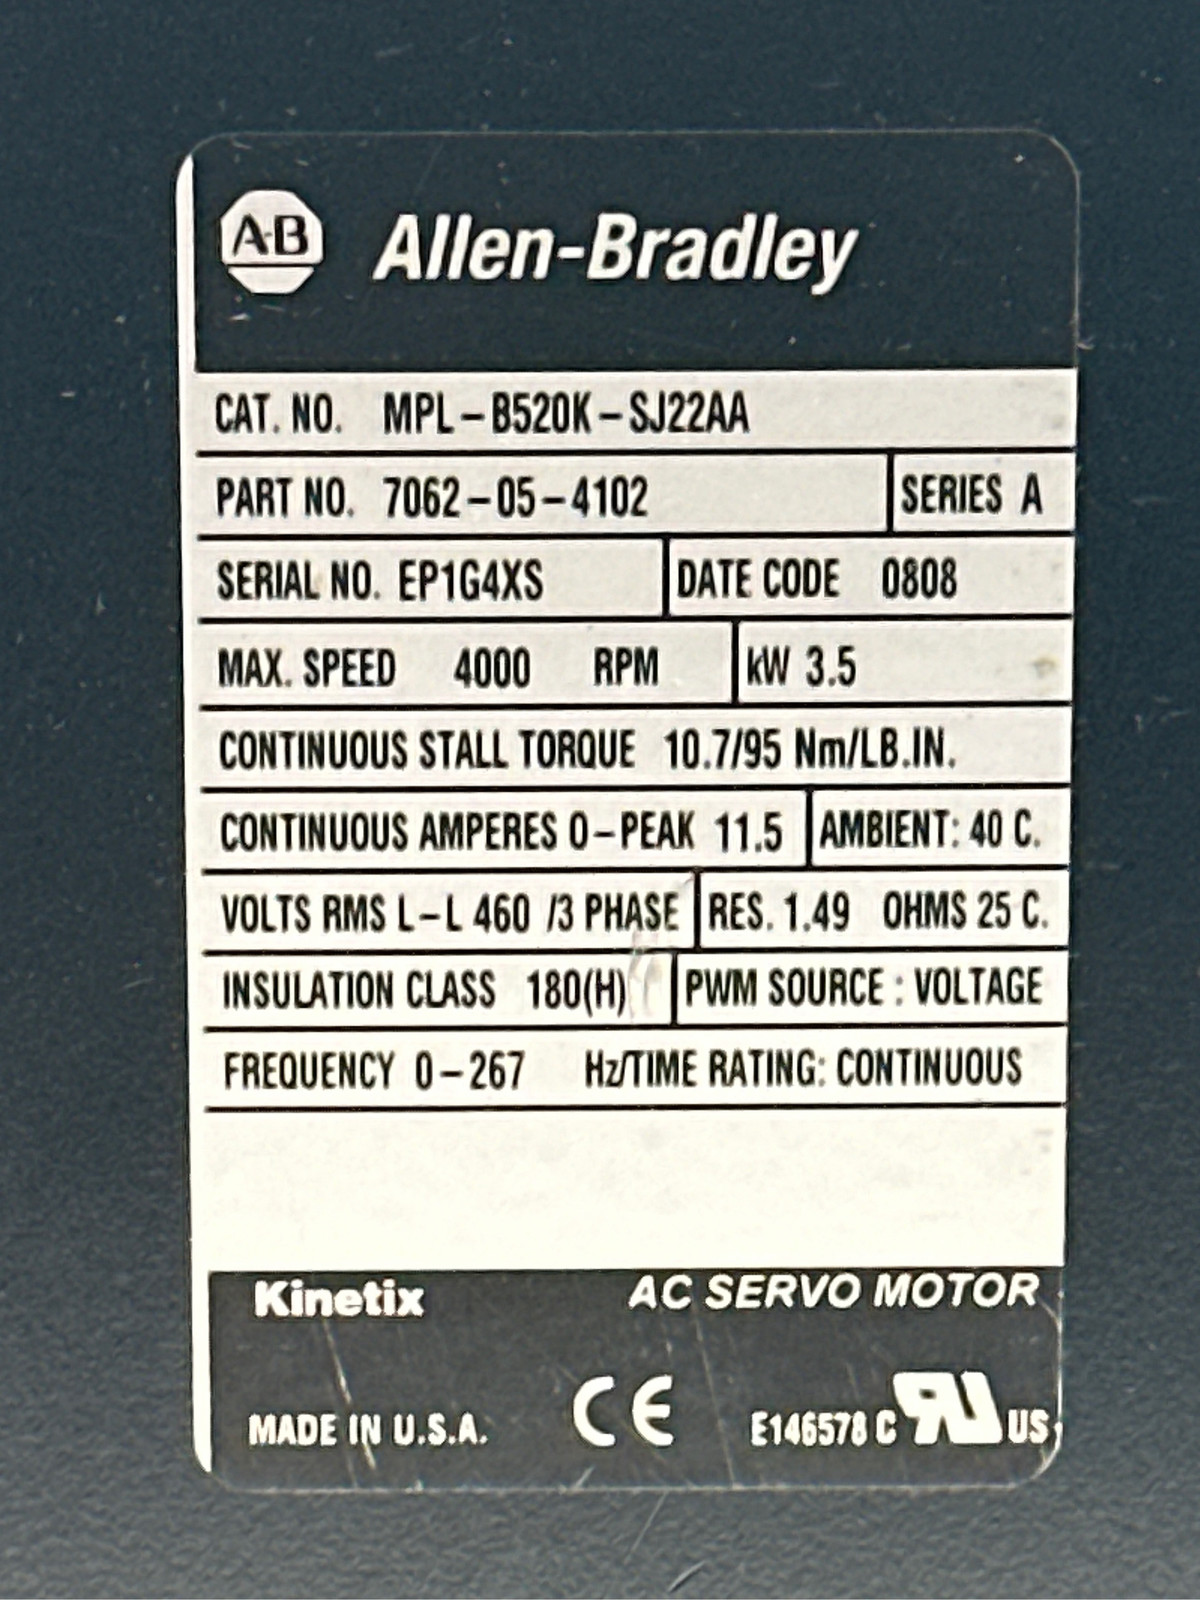 A-B Allen-Bradley
CAT. NO. MPL-B520K-SJ22AA
PART NO. 7062-05-4102 SERIES A
SERIAL NO. EP1G4XS DATE CODE 0808
MAX. SPEED 4000 RPM kW 3.5
CONTINUOUS STALL TORQUE 10.7/95 Nm/LB.IN.
CONTINUOUS AMPERES 0-PEAK 11.5 AMBIENT: 40 C.
VOLTS RMS L-L 460 /3 PHASE RES. 1.49 OHMS 25 C.
INSULATION CLASS 180(H) PWM SOURCE : VOLTAGE
FREQUENCY 0-267 Hz/TIME RATING: CONTINUOUS
Kinetix AC SERVO MOTOR
MADE IN U.S.A. CE E146578 C RU US